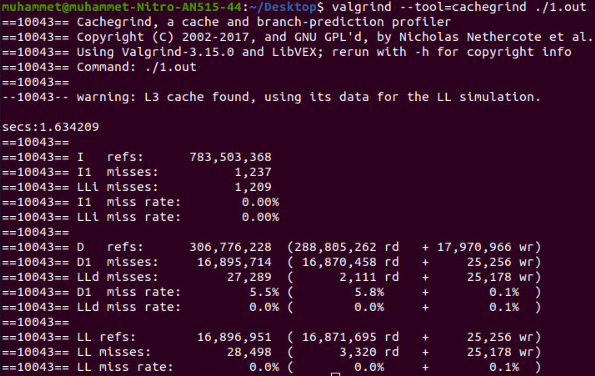 muhammet@muhammet-Nitro-AN515-44:~/Desktop$ valgrind --tool=cachegrind ./1.out
==10043== Cachegrind, a cache and branch-prediction profiler
==10043== Copyright (C) 2002-2017, and GNU GPL'd, by Nicholas Nethercote et al.
==10043== Using Valgrind-3.15.0 and LibVEX; rerun with -h for copyright info
==10043== Command: ./1.out
==10043==
--10043-- warning: L3 cache found, using its data for the LL simulation.
secs:1.634209
==10043==
==10043== I   refs:      783,503,368
==10043== I1  misses:          1,237
==10043== LLi misses:          1,209
==10043== I1  miss rate:        0.00%
==10043== LLi miss rate:        0.00%
==10043==
==10043== D   refs:      306,776,228  (288,805,262 rd   + 17,970,966 wr)
==10043== D1  misses:     16,895,714  ( 16,870,458 rd   +     25,256 wr)
==10043== LLd misses:         27,289  (      2,111 rd   +     25,178 wr)
==10043== D1  miss rate:         5.5% (        5.8%     +        0.1%  )
==10043== LLd miss rate:         0.0% (        0.0%     +        0.1%  )
==10043==
==10043== LL refs:        16,896,951  ( 16,871,695 rd   +     25,256 wr)
==10043== LL misses:          28,498  (      3,320 rd   +     25,178 wr)
==10043== LL miss rate:          0.0% (        0.0%     +        0.1%  )